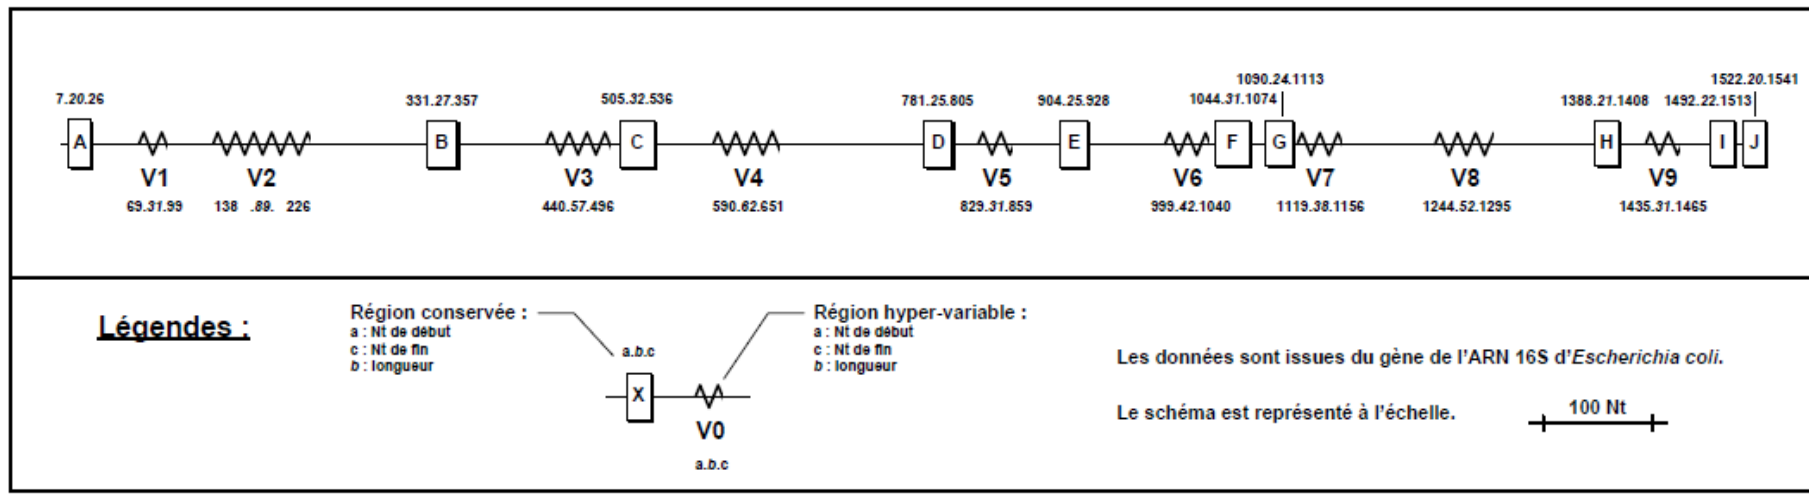 1090.24.1113 1522.20.1541
7.20.26 331.27.357 505.32.536 781.25.805 904.25.928 1044.31.1074 1388.21.1408 1492.22.1513
A B C D E F G H I J
V1 V2 V3 V4 V5 V6 V7 V8 V9
69.31.99 138 .89. 226 440.57.496 590.62.651 829.31.859 999.42.1040 1119.38.1156 1244.52.1295 1435.31.1465
Légendes :
Région conservée :
a : Nt de début
c : Nt de fin
b : longueur
a.b.c
X
Région hyper-variable :
a : Nt de début
c : Nt de fin
b : longueur
V0
a.b.c
Les données sont issues du gène de l'ARN 16S d'Escherichia coli.
Le schéma est représenté à l'échelle.
100 Nt